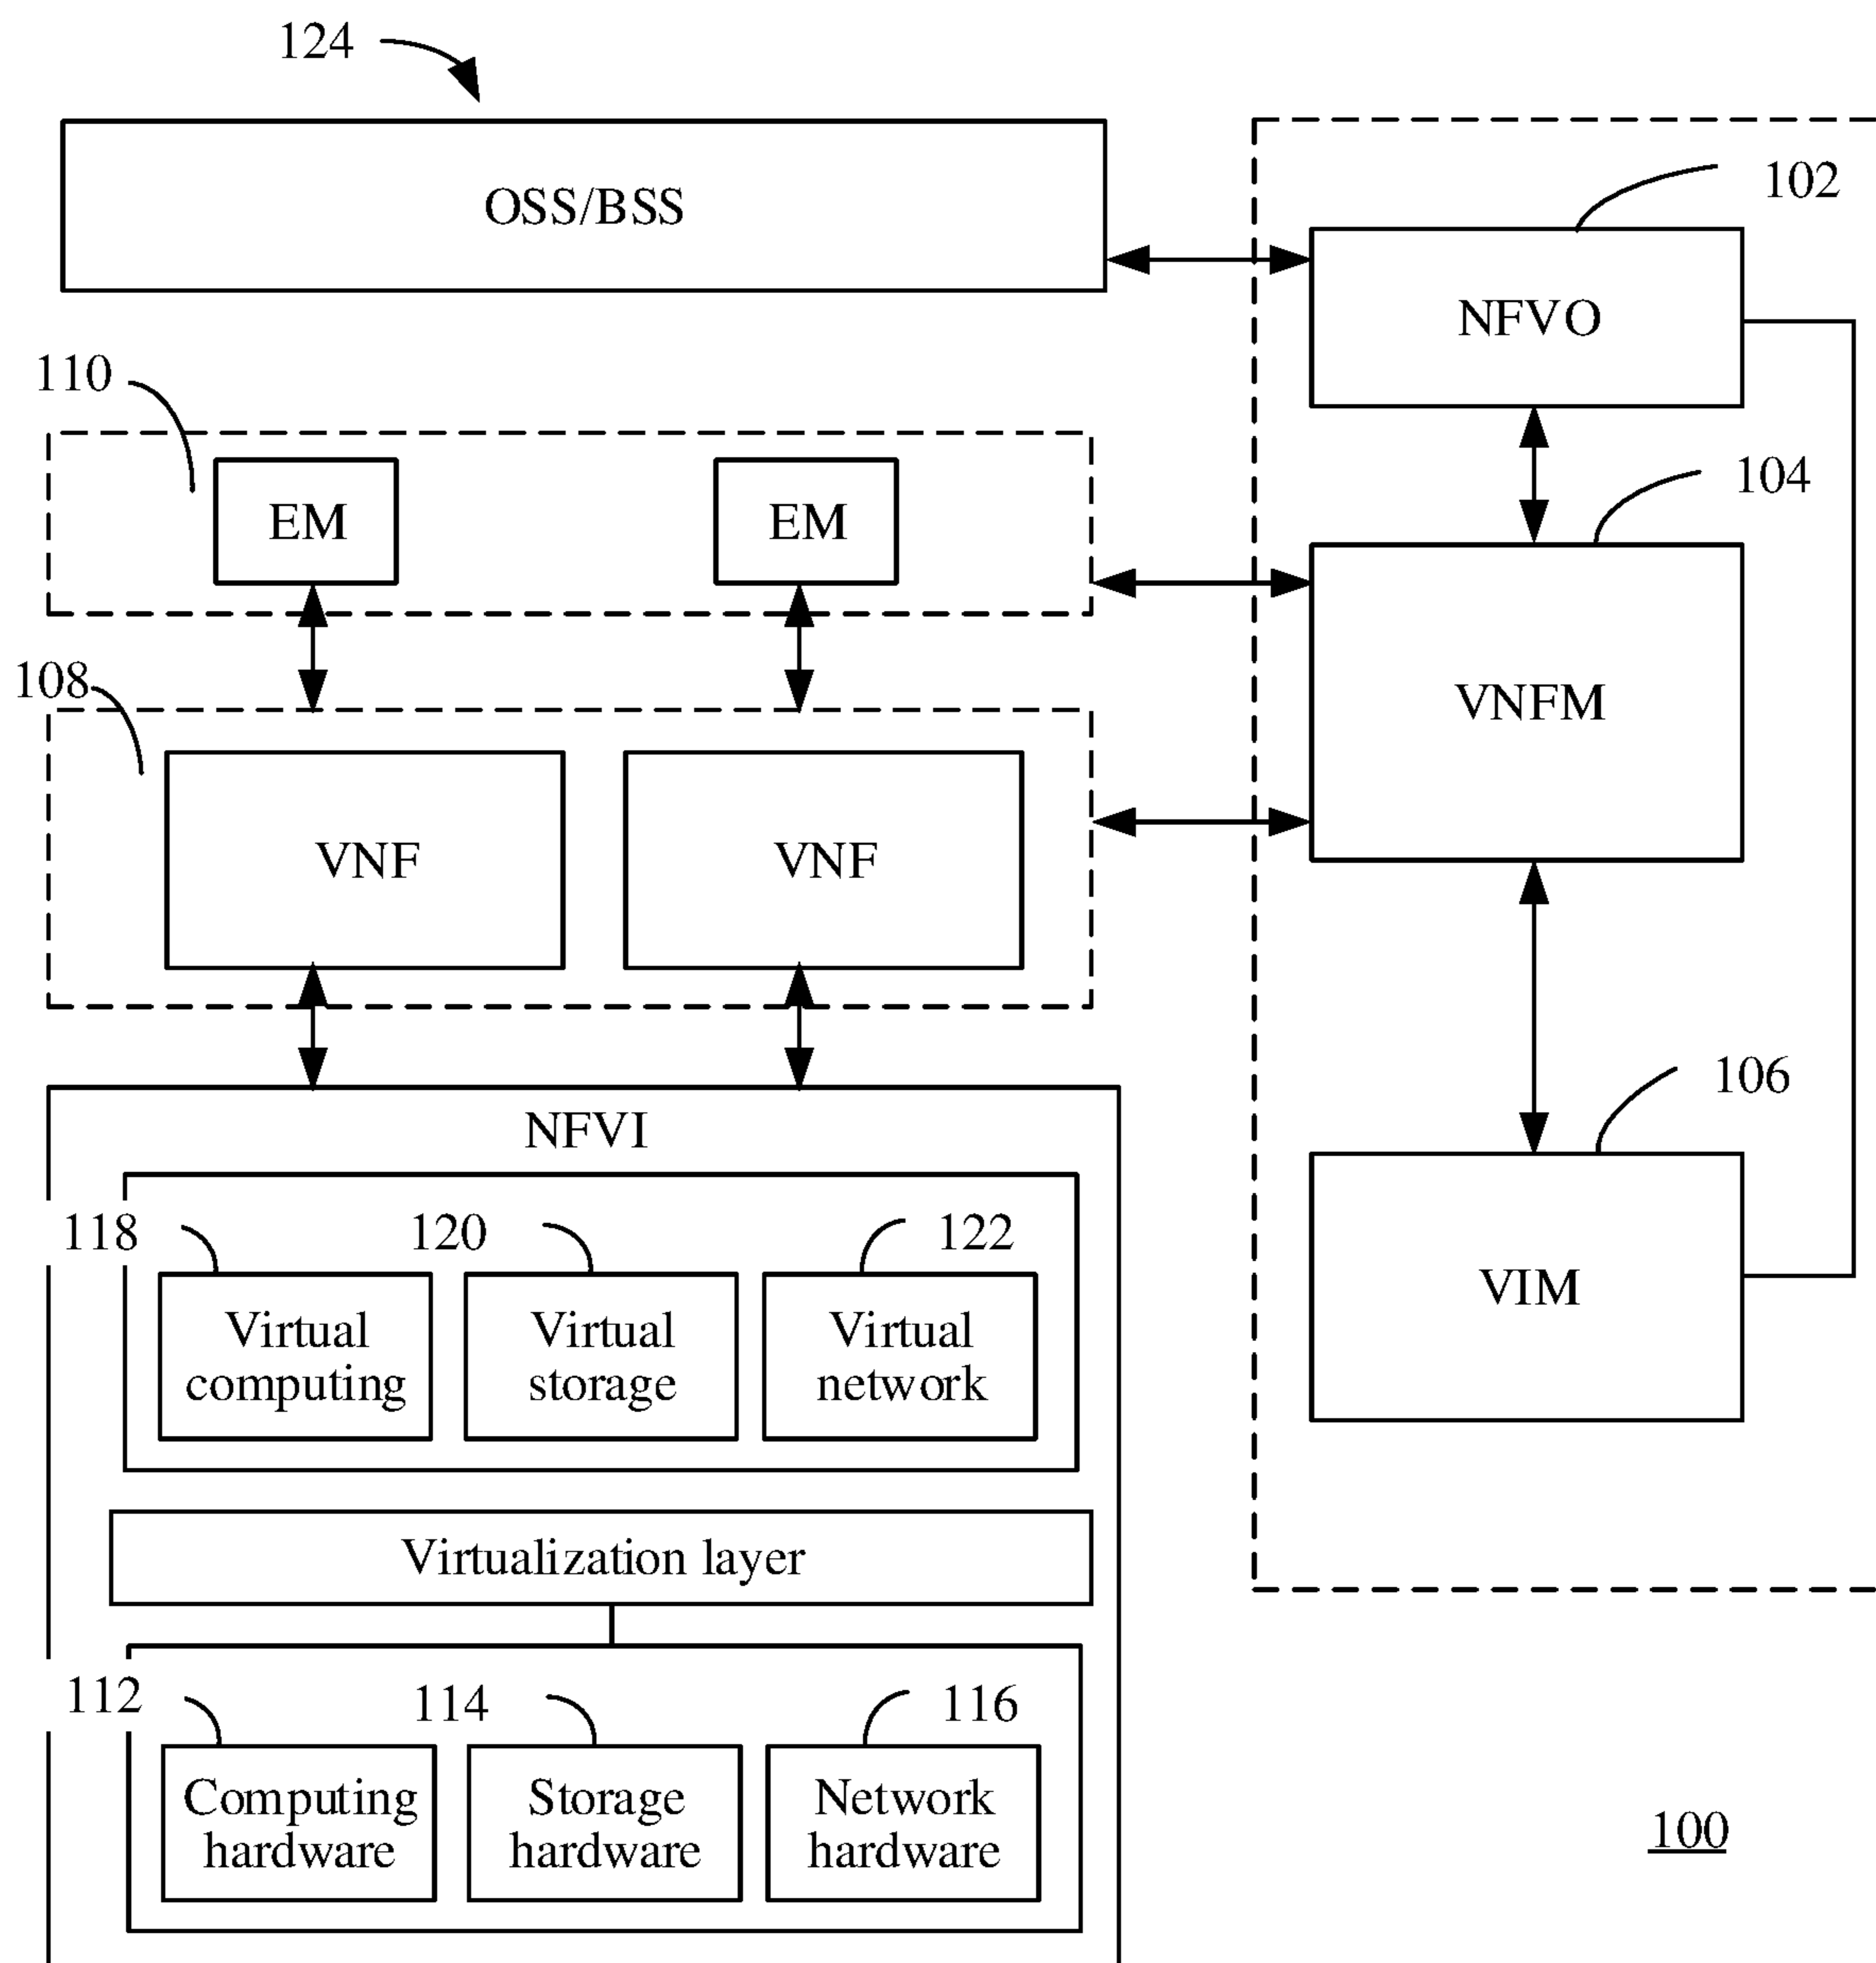 124
OSS/BSS
102
NFVO
110
EM
EM
104
VNFM
108
VNF
VNF
NFVI
106
VIM
118
120
122
Virtual
computing
Virtual
storage
Virtual
network
Virtualization layer
112
114
116
Computing
hardware
Storage
hardware
Network
hardware
100